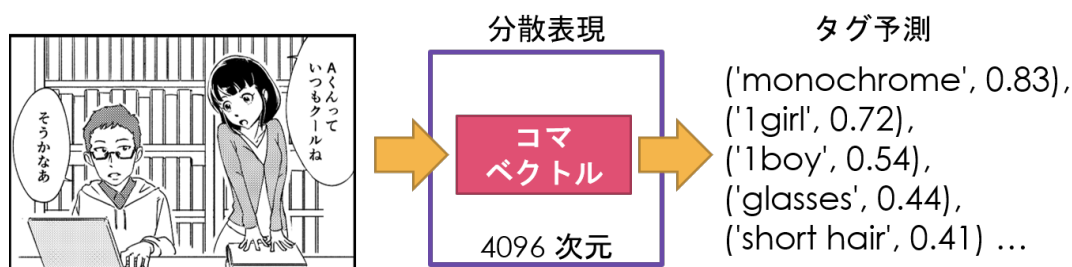 Aくんって
いつもクールね
そうかなあ
分散表現
コマ
ベクトル
4096 次元
タグ予測
('monochrome', 0.83),
('1girl', 0.72),
('1boy', 0.54),
('glasses', 0.44),
('short hair', 0.41) …